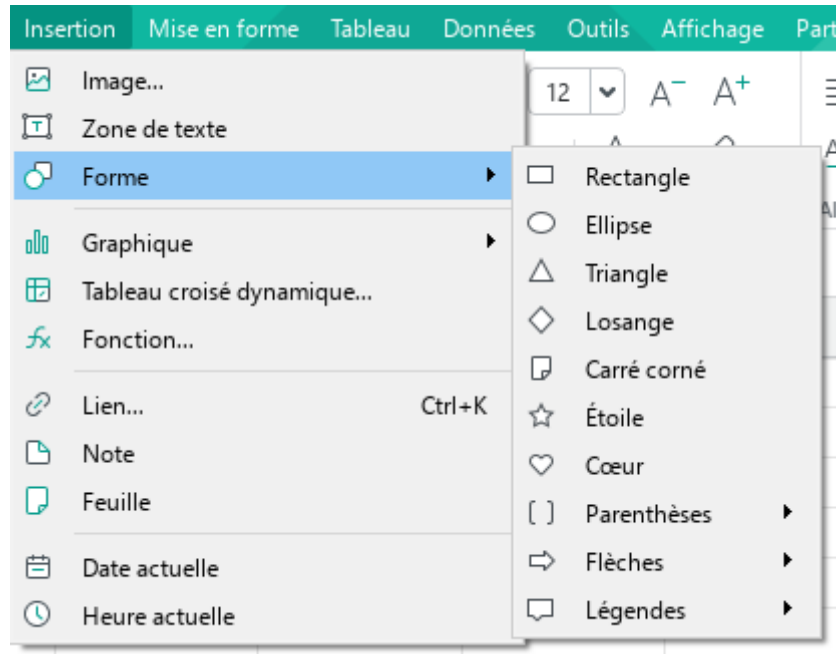 Insertion Mise en forme Tableau Données Outils Affichage Part
Image...
12 A− A+
Zone de texte
Forme
Graphique
Tableau croisé dynamique...
Fonction...
Lien... Ctrl+K
Note
Feuille
Date actuelle
Heure actuelle
Rectangle
Ellipse
Triangle
Losange
Carré corné
Étoile
Cœur
Parenthèses
Flèches
Légendes